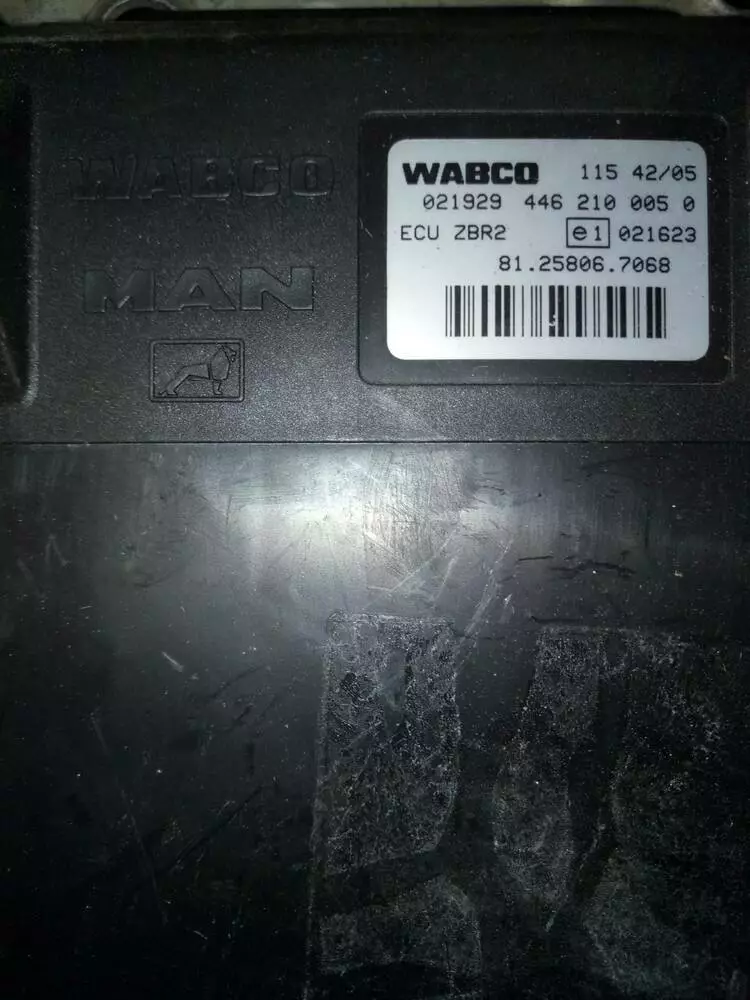 WABCO
MAN
WABCO 115 42/05
021929 446 210 005 0
ECU ZBR2 e1 021623
81.25806.7068